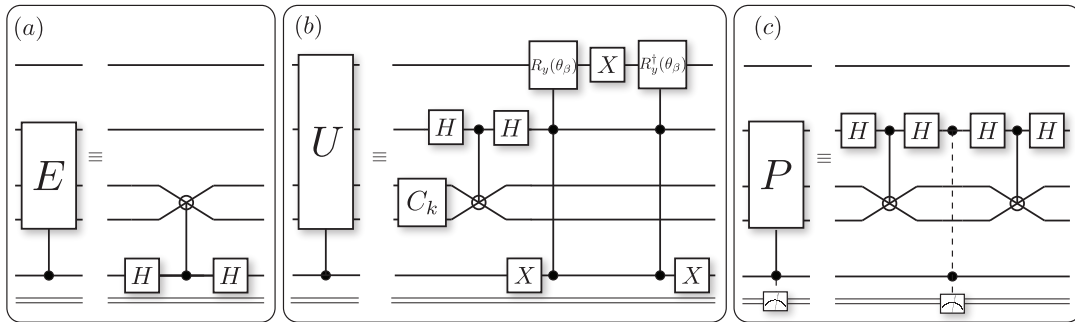 (a)
E
≡
H
H
(b)
U
≡
R_y(θ_β)
X
R_y^†(θ_β)
H
H
C_k
X
X
(c)
P
≡
H
H
H
H